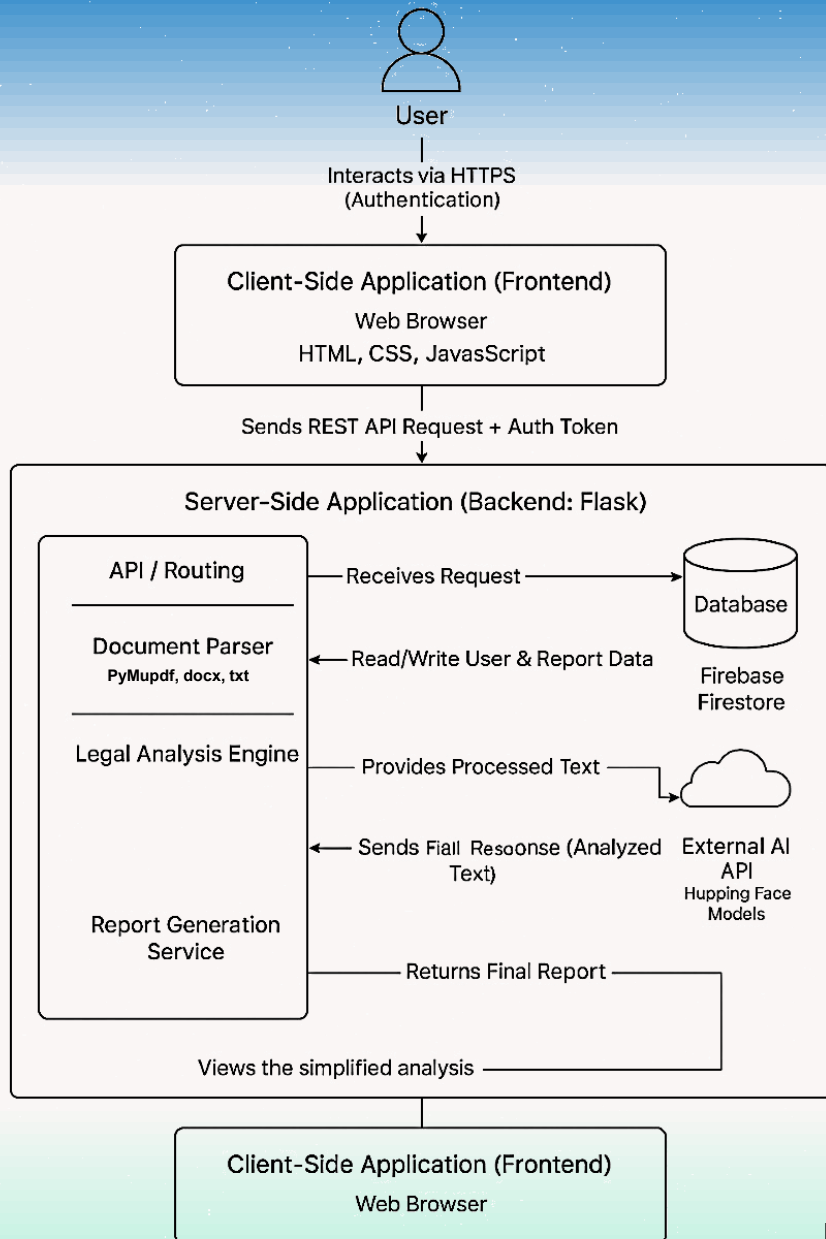 User
Interacts via HTTPS
(Authentication)
Client-Side Application (Frontend)
Web Browser
HTML, CSS, JavasScript
Sends REST API Request + Auth Token
Server-Side Application (Backend: Flask)
API / Routing
Receives Request
Database
Document Parser
PyMupdf, docx, txt
Read/Write User & Report Data
Firebase
Firestore
Legal Analysis Engine
Provides Processed Text
Sends Fiall Resoonse (Analyzed
Text)
External AI
API
Hupping Face
Models
Report Generation
Service
Returns Final Report
Views the simplified analysis
Client-Side Application (Frontend)
Web Browser